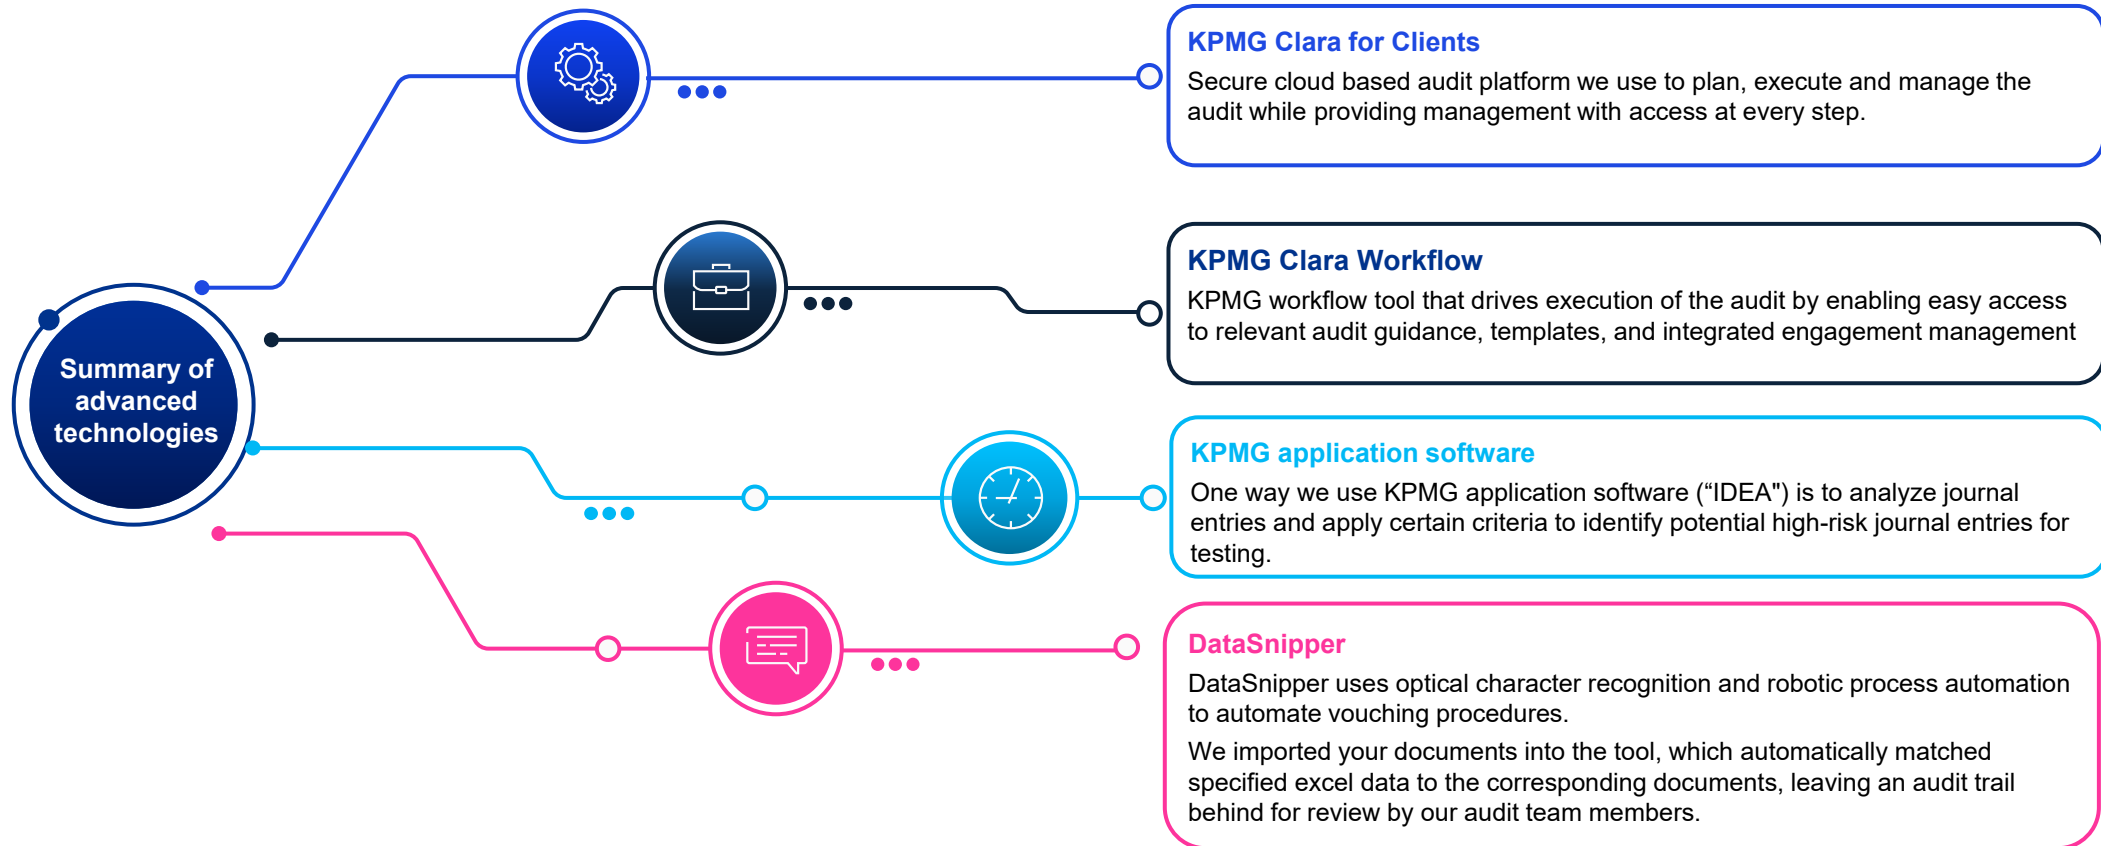 Summary of
advanced
technologies
KPMG Clara for Clients
Secure cloud based audit platform we use to plan, execute and manage the
audit while providing management with access at every step.
KPMG Clara Workflow
KPMG workflow tool that drives execution of the audit by enabling easy access
to relevant audit guidance, templates, and integrated engagement management
KPMG application software
One way we use KPMG application software (“IDEA") is to analyze journal
entries and apply certain criteria to identify potential high-risk journal entries for
testing.
DataSnipper
DataSnipper uses optical character recognition and robotic process automation
to automate vouching procedures.
We imported your documents into the tool, which automatically matched
specified excel data to the corresponding documents, leaving an audit trail
behind for review by our audit team members.